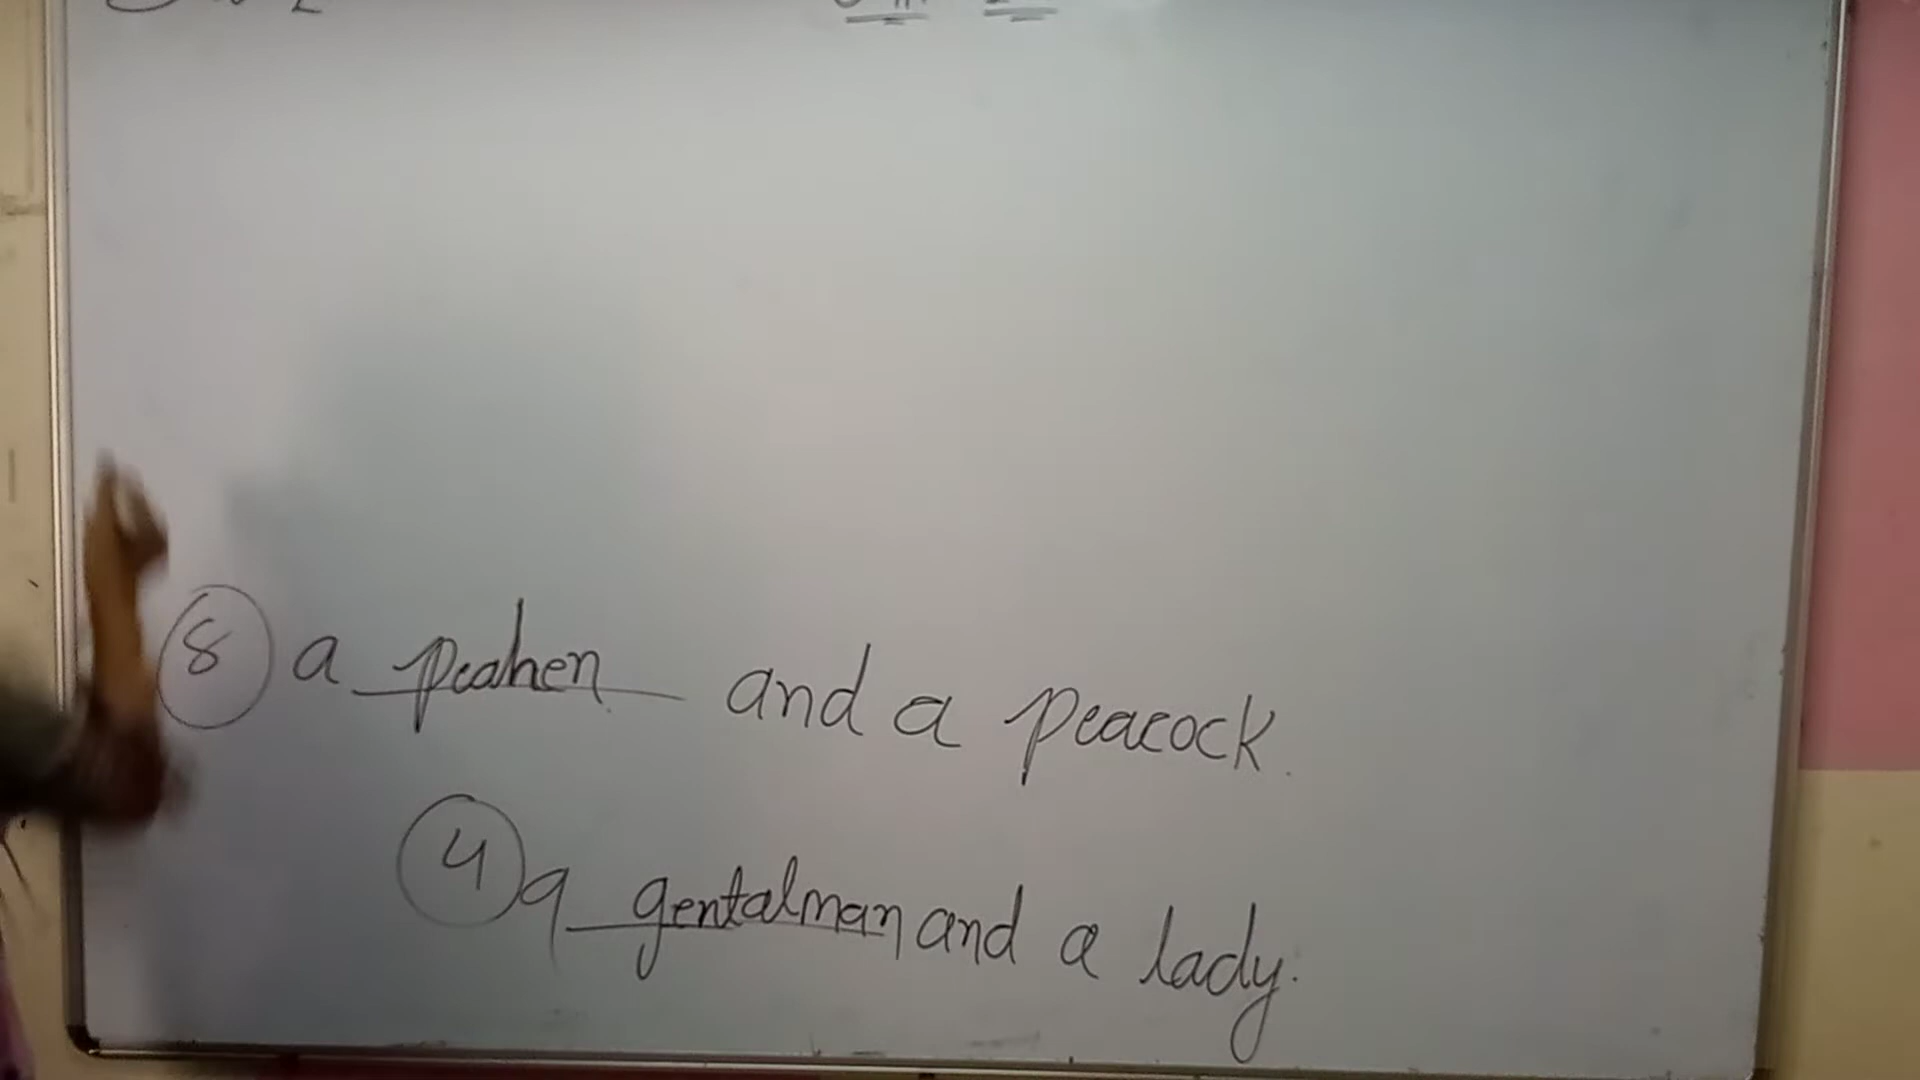 8 a peahen and a peacock.
4 a gentalman and a lady.